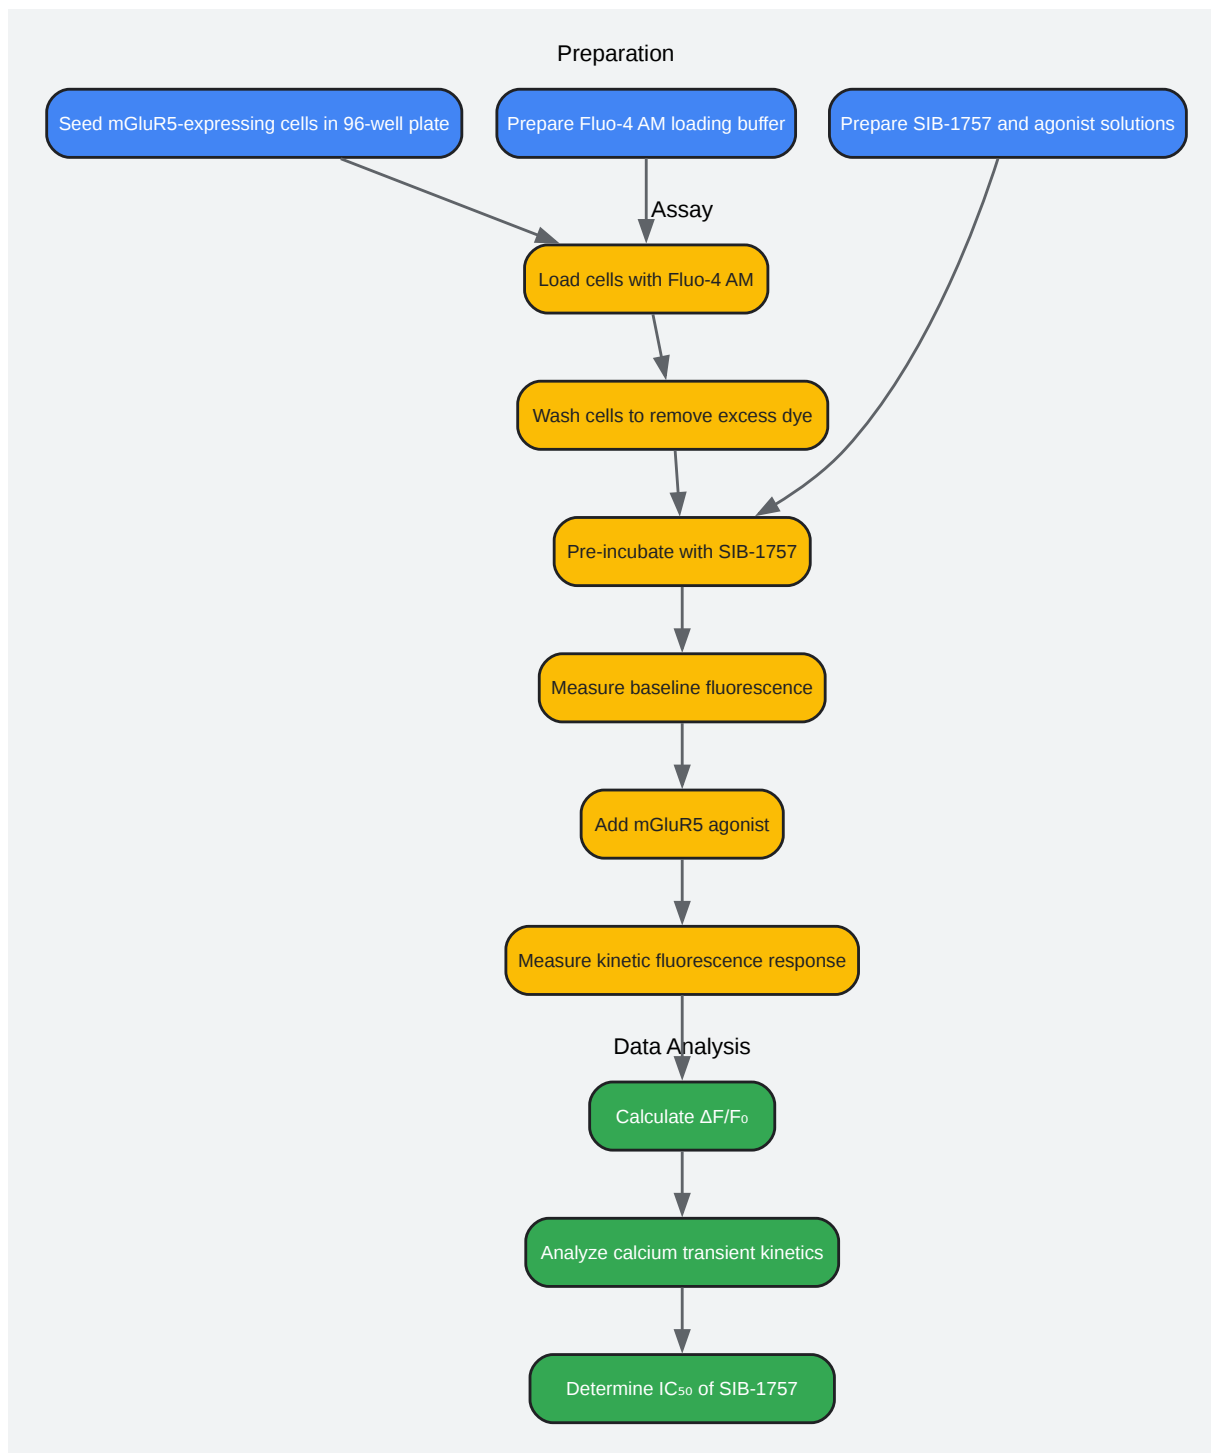 Preparation
Seed mGluR5-expressing cells in 96-well plate
Prepare Fluo-4 AM loading buffer
Prepare SIB-1757 and agonist solutions
Assay
Load cells with Fluo-4 AM
Wash cells to remove excess dye
Pre-incubate with SIB-1757
Measure baseline fluorescence
Add mGluR5 agonist
Measure kinetic fluorescence response
Data Analysis
Calculate ΔF/F₀
Analyze calcium transient kinetics
Determine IC₅₀ of SIB-1757